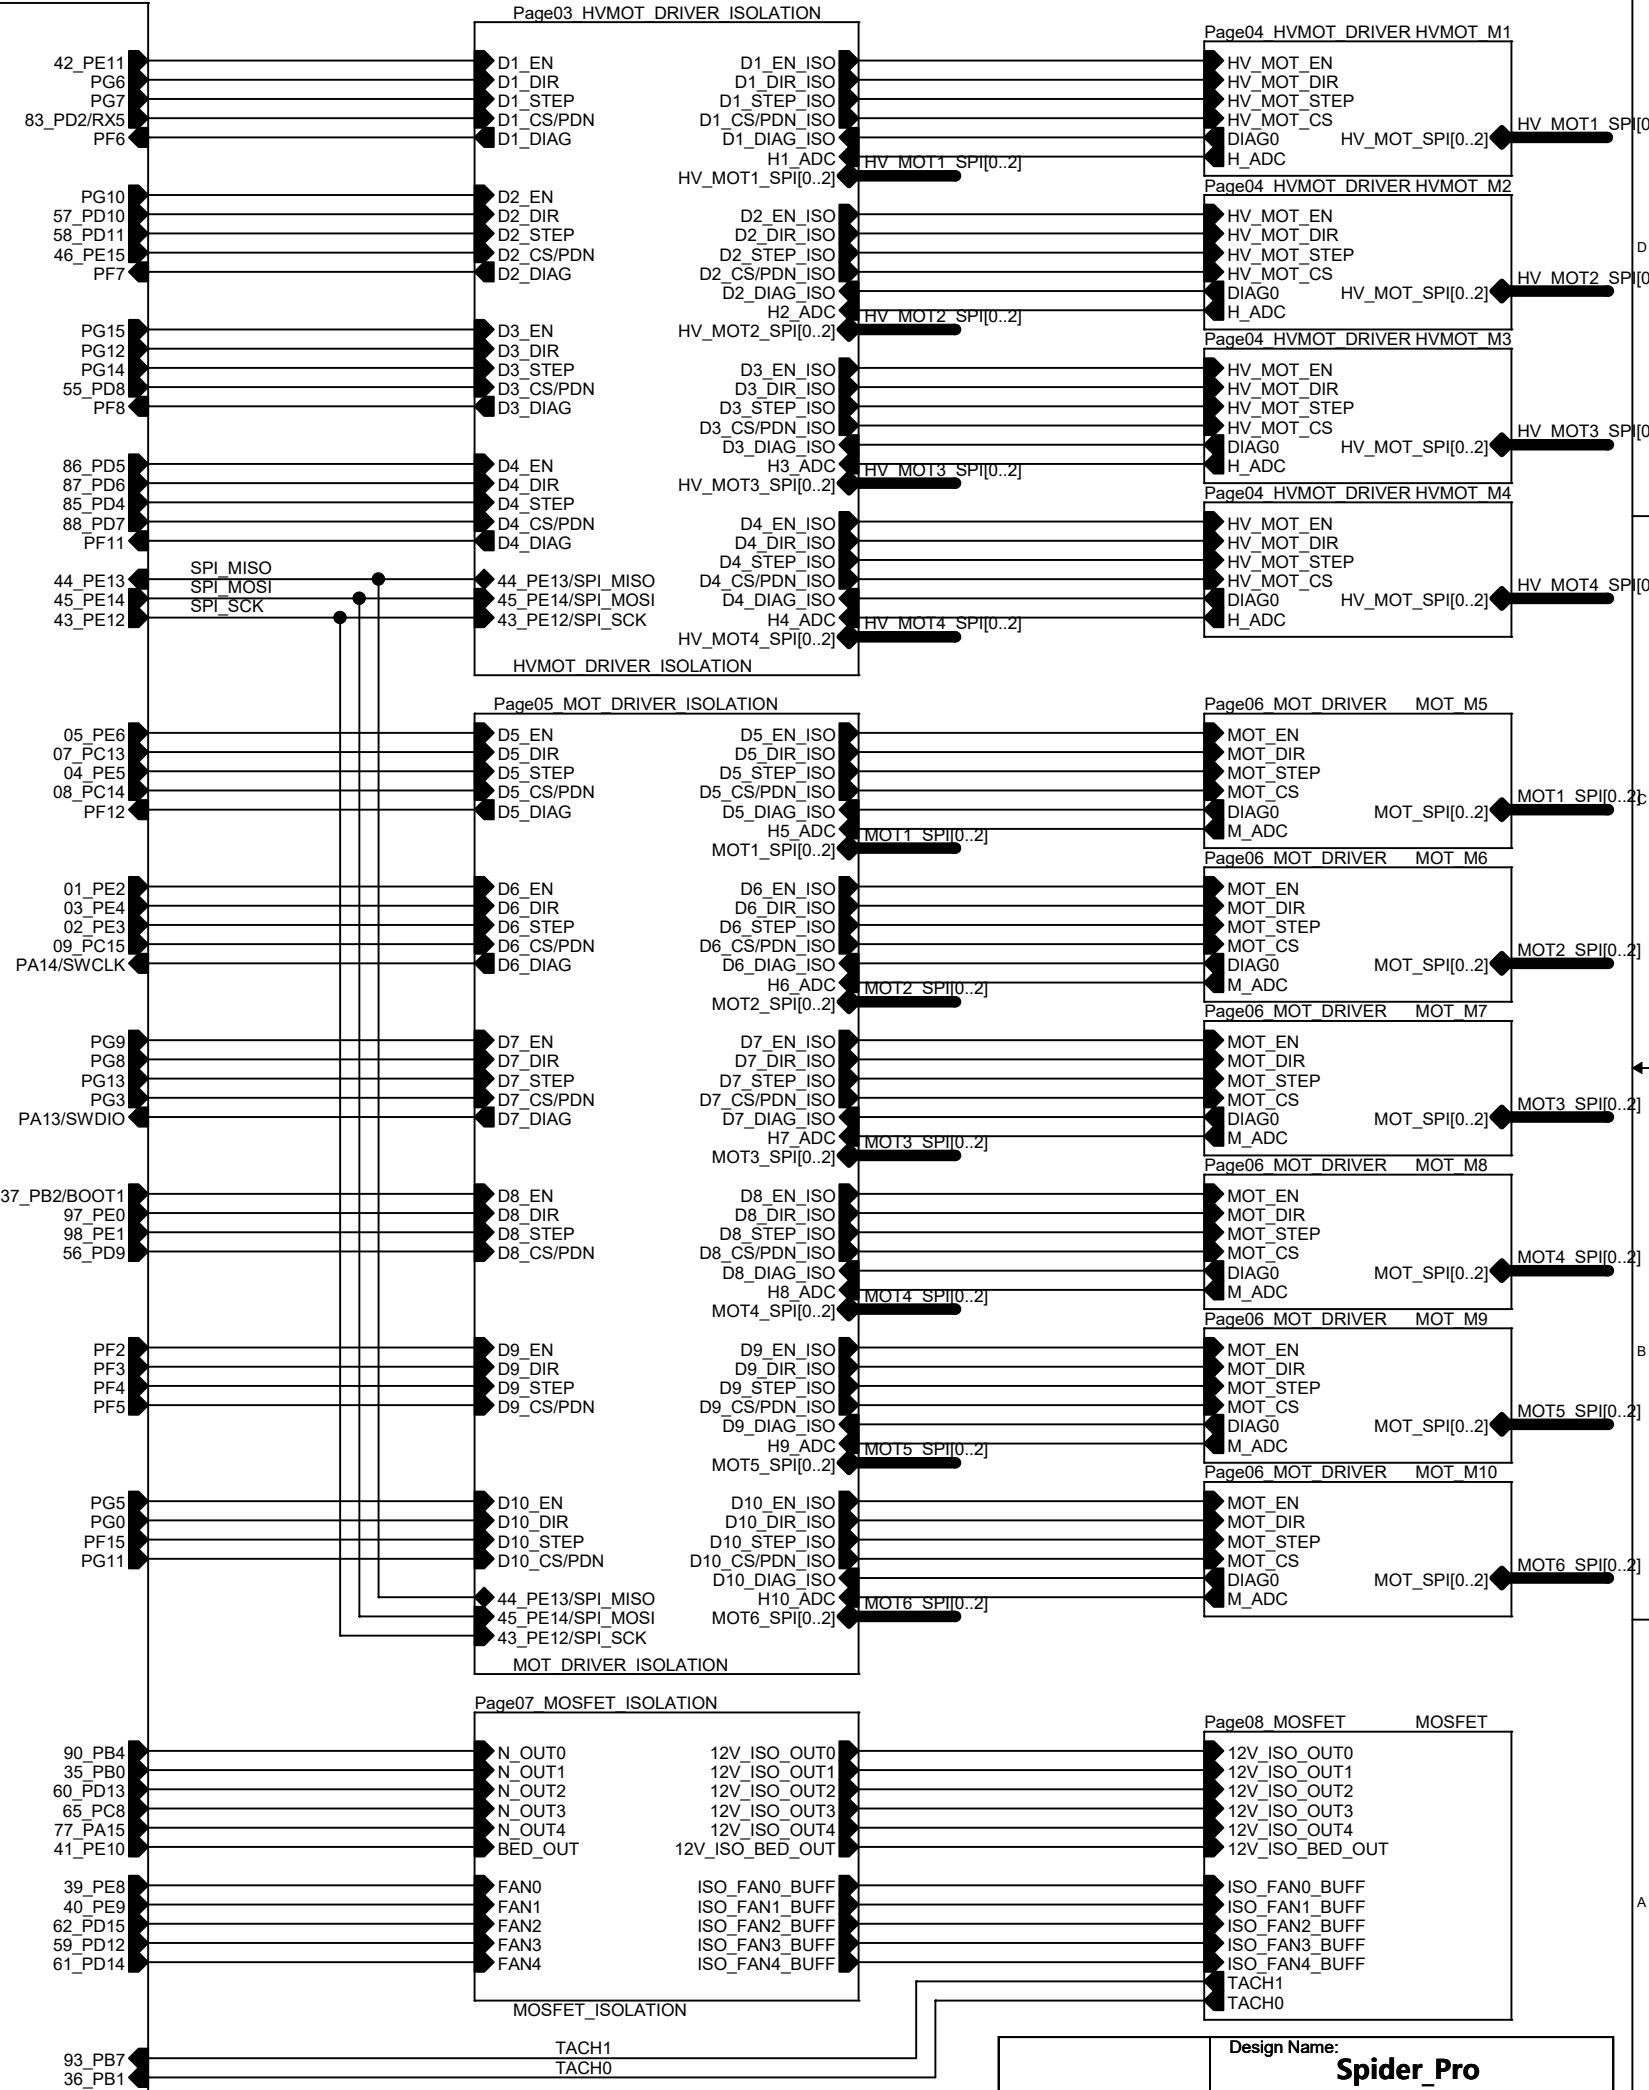 Page03_HVMOT_DRIVER_ISOLATION
42_PE11
PG6
PG7
83_PD2/RX5
PF6
D1_EN
D1_DIR
D1_STEP
D1_CS/PDN
D1_DIAG
D1_EN_ISO
D1_DIR_ISO
D1_STEP_ISO
D1_CS/PDN_ISO
D1_DIAG_ISO
H1_ADC
HV_MOT1_SPI[0..2]
HV_MOT1_SPI[0..2]
Page04_HVMOT_DRIVER HVMOT_M1
HV_MOT_EN
HV_MOT_DIR
HV_MOT_STEP
HV_MOT_CS
DIAG0
H_ADC
HV_MOT_SPI[0..2]
HV_MOT1_SPI[0
PG10
57_PD10
58_PD11
46_PE15
PF7
D2_EN
D2_DIR
D2_STEP
D2_CS/PDN
D2_DIAG
D2_EN_ISO
D2_DIR_ISO
D2_STEP_ISO
D2_CS/PDN_ISO
D2_DIAG_ISO
H2_ADC
HV_MOT2_SPI[0..2]
HV_MOT2_SPI[0..2]
Page04_HVMOT_DRIVER HVMOT_M2
HV_MOT_EN
HV_MOT_DIR
HV_MOT_STEP
HV_MOT_CS
DIAG0
H_ADC
HV_MOT_SPI[0..2]
HV_MOT2_SPI[0
D
PG15
PG12
PG14
55_PD8
PF8
D3_EN
D3_DIR
D3_STEP
D3_CS/PDN
D3_DIAG
D3_EN_ISO
D3_DIR_ISO
D3_STEP_ISO
D3_CS/PDN_ISO
D3_DIAG_ISO
H3_ADC
HV_MOT3_SPI[0..2]
HV_MOT3_SPI[0..2]
Page04_HVMOT_DRIVER HVMOT_M3
HV_MOT_EN
HV_MOT_DIR
HV_MOT_STEP
HV_MOT_CS
DIAG0
H_ADC
HV_MOT_SPI[0..2]
HV_MOT3_SPI[0
86_PD5
87_PD6
85_PD4
88_PD7
PF11
D4_EN
D4_DIR
D4_STEP
D4_CS/PDN
D4_DIAG
D4_EN_ISO
D4_DIR_ISO
D4_STEP_ISO
D4_CS/PDN_ISO
D4_DIAG_ISO
H4_ADC
HV_MOT4_SPI[0..2]
HV_MOT4_SPI[0..2]
Page04_HVMOT_DRIVER HVMOT_M4
HV_MOT_EN
HV_MOT_DIR
HV_MOT_STEP
HV_MOT_CS
DIAG0
H_ADC
HV_MOT_SPI[0..2]
HV_MOT4_SPI[0
44_PE13
45_PE14
43_PE12
SPI_MISO
SPI_MOSI
SPI_SCK
44_PE13/SPI_MISO
45_PE14/SPI_MOSI
43_PE12/SPI_SCK
HVMOT_DRIVER_ISOLATION
Page05_MOT_DRIVER_ISOLATION
05_PE6
07_PC13
04_PE5
08_PC14
PF12
D5_EN
D5_DIR
D5_STEP
D5_CS/PDN
D5_DIAG
D5_EN_ISO
D5_DIR_ISO
D5_STEP_ISO
D5_CS/PDN_ISO
D5_DIAG_ISO
H5_ADC
MOT1_SPI[0..2]
MOT1_SPI[0..2]
Page06_MOT_DRIVER MOT_M5
MOT_EN
MOT_DIR
MOT_STEP
MOT_CS
DIAG0
M_ADC
MOT_SPI[0..2]
MOT1_SPI[0..2]
C
01_PE2
03_PE4
02_PE3
09_PC15
PA14/SWCLK
D6_EN
D6_DIR
D6_STEP
D6_CS/PDN
D6_DIAG
D6_EN_ISO
D6_DIR_ISO
D6_STEP_ISO
D6_CS/PDN_ISO
D6_DIAG_ISO
H6_ADC
MOT2_SPI[0..2]
MOT2_SPI[0..2]
Page06_MOT_DRIVER MOT_M6
MOT_EN
MOT_DIR
MOT_STEP
MOT_CS
DIAG0
M_ADC
MOT_SPI[0..2]
MOT2_SPI[0..2]
PG9
PG8
PG13
PG3
PA13/SWDIO
D7_EN
D7_DIR
D7_STEP
D7_CS/PDN
D7_DIAG
D7_EN_ISO
D7_DIR_ISO
D7_STEP_ISO
D7_CS/PDN_ISO
D7_DIAG_ISO
H7_ADC
MOT3_SPI[0..2]
MOT3_SPI[0..2]
Page06_MOT_DRIVER MOT_M7
MOT_EN
MOT_DIR
MOT_STEP
MOT_CS
DIAG0
M_ADC
MOT_SPI[0..2]
MOT3_SPI[0..2]
37_PB2/BOOT1
97_PE0
98_PE1
56_PD9
D8_EN
D8_DIR
D8_STEP
D8_CS/PDN
D8_EN_ISO
D8_DIR_ISO
D8_STEP_ISO
D8_CS/PDN_ISO
D8_DIAG_ISO
H8_ADC
MOT4_SPI[0..2]
MOT4_SPI[0..2]
Page06_MOT_DRIVER MOT_M8
MOT_EN
MOT_DIR
MOT_STEP
MOT_CS
DIAG0
M_ADC
MOT_SPI[0..2]
MOT4_SPI[0..2]
PF2
PF3
PF4
PF5
D9_EN
D9_DIR
D9_STEP
D9_CS/PDN
D9_EN_ISO
D9_DIR_ISO
D9_STEP_ISO
D9_CS/PDN_ISO
D9_DIAG_ISO
H9_ADC
MOT5_SPI[0..2]
MOT5_SPI[0..2]
Page06_MOT_DRIVER MOT_M9
MOT_EN
MOT_DIR
MOT_STEP
MOT_CS
DIAG0
M_ADC
MOT_SPI[0..2]
MOT5_SPI[0..2]
B
PG5
PG0
PF15
PG11
D10_EN
D10_DIR
D10_STEP
D10_CS/PDN
D10_EN_ISO
D10_DIR_ISO
D10_STEP_ISO
D10_CS/PDN_ISO
D10_DIAG_ISO
H10_ADC
MOT6_SPI[0..2]
MOT6_SPI[0..2]
Page06_MOT_DRIVER MOT_M10
MOT_EN
MOT_DIR
MOT_STEP
MOT_CS
DIAG0
M_ADC
MOT_SPI[0..2]
MOT6_SPI[0..2]
44_PE13/SPI_MISO
45_PE14/SPI_MOSI
43_PE12/SPI_SCK
MOT_DRIVER_ISOLATION
Page07_MOSFET_ISOLATION
90_PB4
35_PB0
60_PD13
65_PC8
77_PA15
41_PE10
N_OUT0
N_OUT1
N_OUT2
N_OUT3
N_OUT4
BED_OUT
12V_ISO_OUT0
12V_ISO_OUT1
12V_ISO_OUT2
12V_ISO_OUT3
12V_ISO_OUT4
12V_ISO_BED_OUT
Page08_MOSFET MOSFET
12V_ISO_OUT0
12V_ISO_OUT1
12V_ISO_OUT2
12V_ISO_OUT3
12V_ISO_OUT4
12V_ISO_BED_OUT
39_PE8
40_PE9
62_PD15
59_PD12
61_PD14
FAN0
FAN1
FAN2
FAN3
FAN4
ISO_FAN0_BUFF
ISO_FAN1_BUFF
ISO_FAN2_BUFF
ISO_FAN3_BUFF
ISO_FAN4_BUFF
ISO_FAN0_BUFF
ISO_FAN1_BUFF
ISO_FAN2_BUFF
ISO_FAN3_BUFF
ISO_FAN4_BUFF
TACH1
TACH0
A
MOSFET_ISOLATION
93_PB7
36_PB1
TACH1
TACH0
Design Name:
Spider_Pro